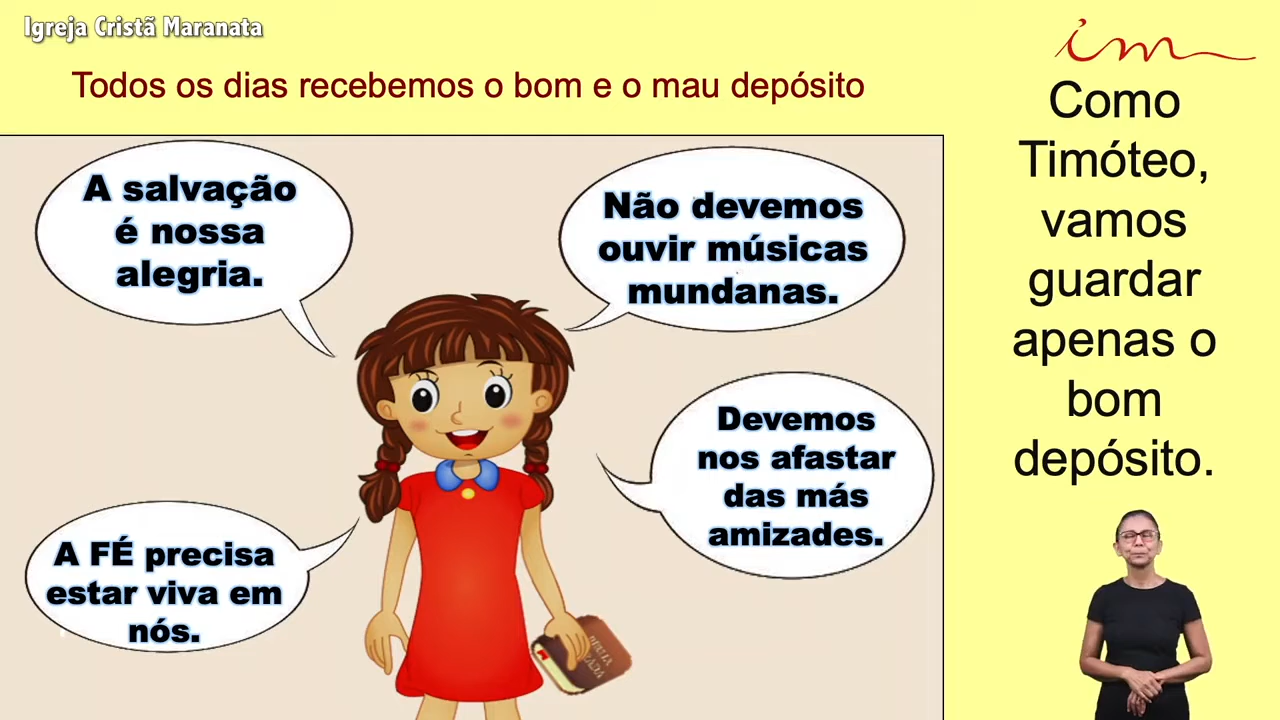 Igreja Cristã Maranata
im
Todos os dias recebemos o bom e o mau depósito
A salvação
é nossa
alegria.
Não devemos
ouvir músicas
mundanas.
Devemos
nos afastar
das más
amizades.
A FÉ precisa
estar viva em
nós.
Como
Timóteo,
vamos
guardar
apenas o
bom
depósito.